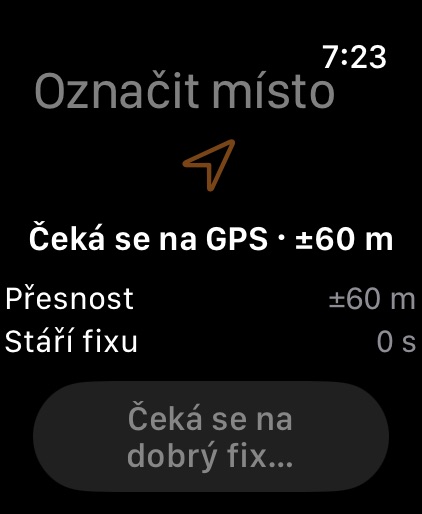 7:23
Označit místo
Čeká se na GPS · ±60 m
Přesnost ±60 m
Stáří fixu 0 s
Čeká se na
dobrý fix…